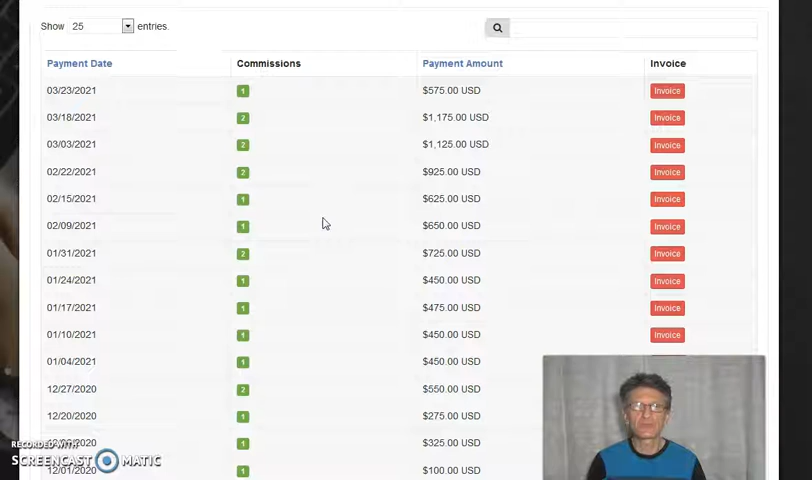 Show 25 entries.
Payment Date Commissions Payment Amount Invoice
03/23/2021 1 $575.00 USD Invoice
03/18/2021 2 $1,175.00 USD Invoice
03/03/2021 2 $1,125.00 USD Invoice
02/22/2021 2 $925.00 USD Invoice
02/15/2021 1 $625.00 USD Invoice
02/09/2021 1 $650.00 USD Invoice
01/31/2021 2 $725.00 USD Invoice
01/24/2021 1 $450.00 USD Invoice
01/17/2021 1 $475.00 USD Invoice
01/10/2021 1 $450.00 USD Invoice
01/04/2021 1 $450.00 USD
12/27/2020 2 $550.00 USD
12/20/2020 1 $275.00 USD
1 $325.00 USD
12/01/2020 1 $100.00 USD
RECORDED WITH
SCREENCAST MATIC